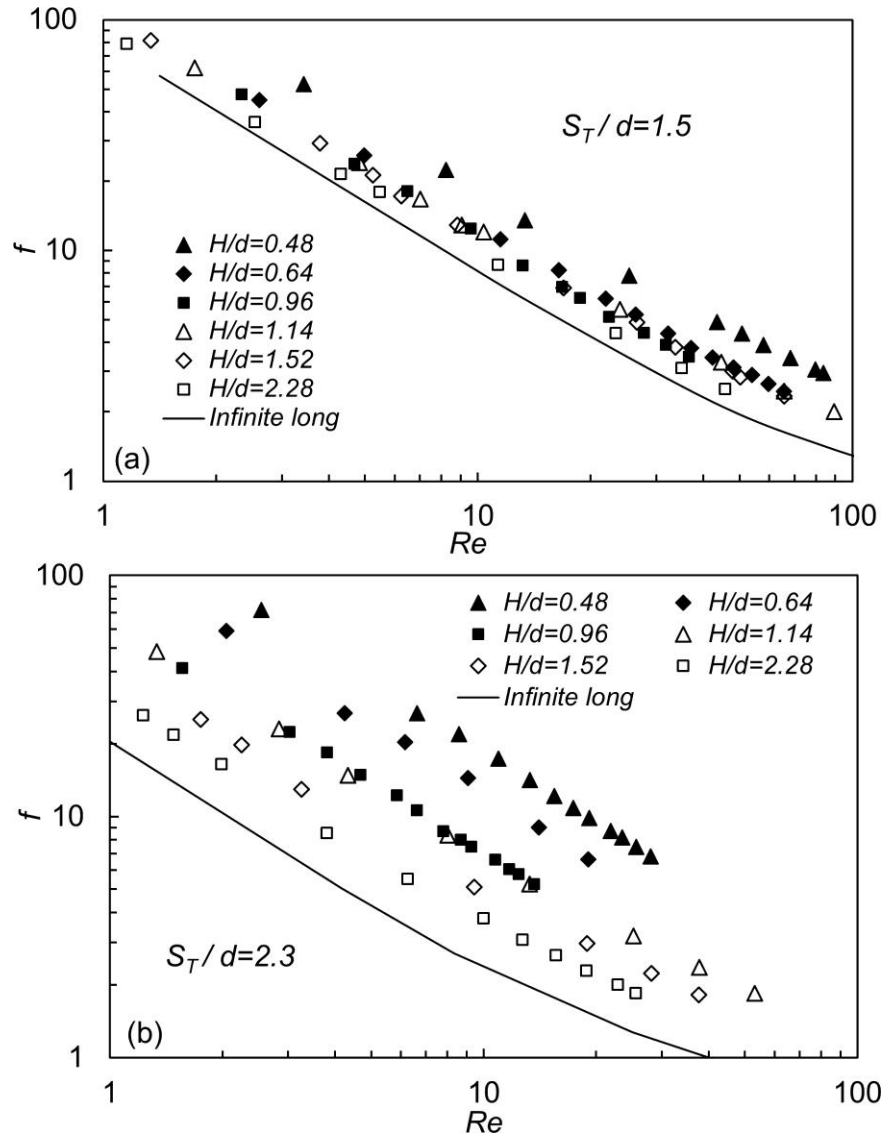 100
10
1
f
S_T / d=1.5
H/d=0.48
H/d=0.64
H/d=0.96
H/d=1.14
H/d=1.52
H/d=2.28
Infinite long
(a)
1 10 100
Re
100
10
1
f
H/d=0.48 H/d=0.64
H/d=0.96 H/d=1.14
H/d=1.52 H/d=2.28
Infinite long
S_T / d=2.3
(b)
1 10 100
Re